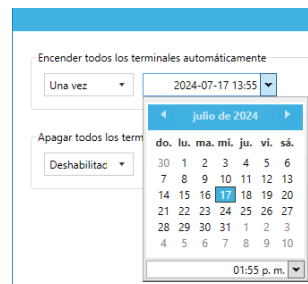 Encender todos los terminales automáticamente
Una vez 2024-07-17 13:55
julio de 2024
do. lu. ma. mi. ju. vi. sá.
30 1 2 3 4 5 6
7 8 9 10 11 12 13
14 15 16 17 18 19 20
21 22 23 24 25 26 27
28 29 30 31 1 2 3
4 5 6 7 8 9 10
01:55 p. m.
Apagar todos los term
Deshabilitac